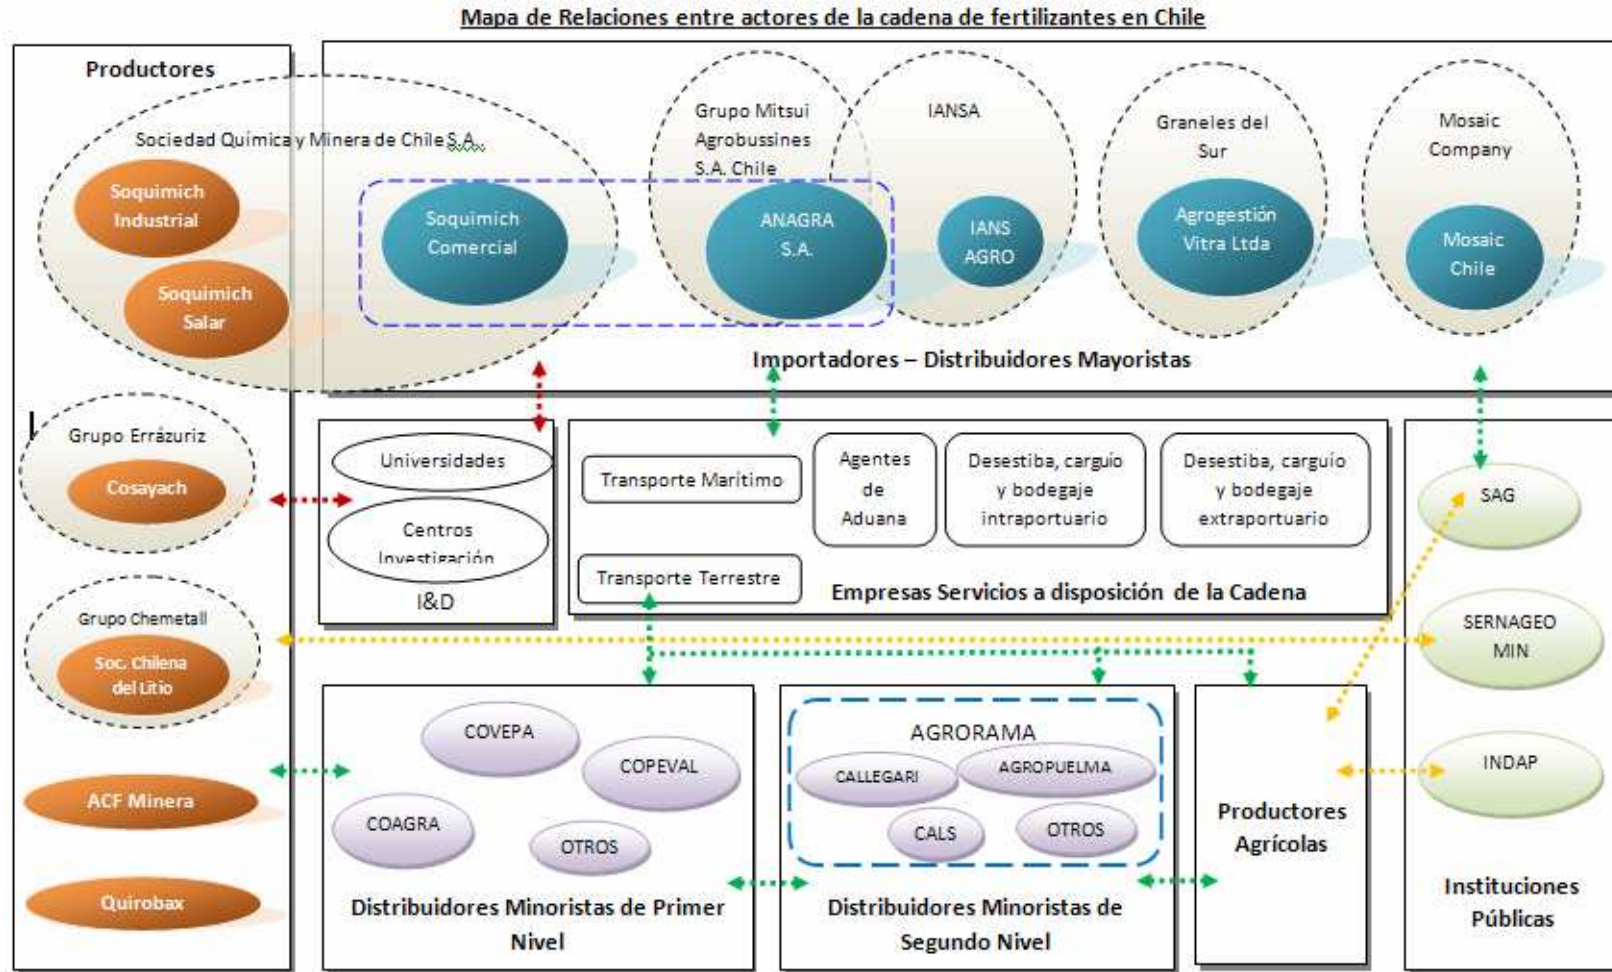 Mapa de Relaciones entre actores de la cadena de fertilizantes en Chile
Productores
Sociedad Química y Minera de Chile S.A..
Soquimich
Industrial
Soquimich
Salar
Soquimich
Comercial
Grupo Mitsui
Agrobussines
S.A. Chile
ANAGRA
S.A.
IANSA
IANS
AGRO
Graneles del
Sur
Agrogestión
Vitra Ltda
Mosaic
Company
Mosaic
Chile
Importadores – Distribuidores Mayoristas
Grupo Errázuriz
Cosayach
Grupo Chemetall
Soc. Chilena
del Litio
ACF Minera
Quirobax
Universidades
Centros
Investigación
I&D
Transporte Marítimo
Transporte Terrestre
Agentes
de
Aduana
Desestiba, carguío
y bodegaje
intraportuario
Desestiba, carguío
y bodegaje
extraportuario
Empresas Servicios a disposición de la Cadena
SAG
SERNAGEO
MIN
INDAP
Instituciones
Públicas
COVEPA
COPEVAL
COAGRA
OTROS
Distribuidores Minoristas de Primer
Nivel
AGRORAMA
CALLEGARI
AGROPUELMA
CALS
OTROS
Distribuidores Minoristas de
Segundo Nivel
Productores
Agrícolas